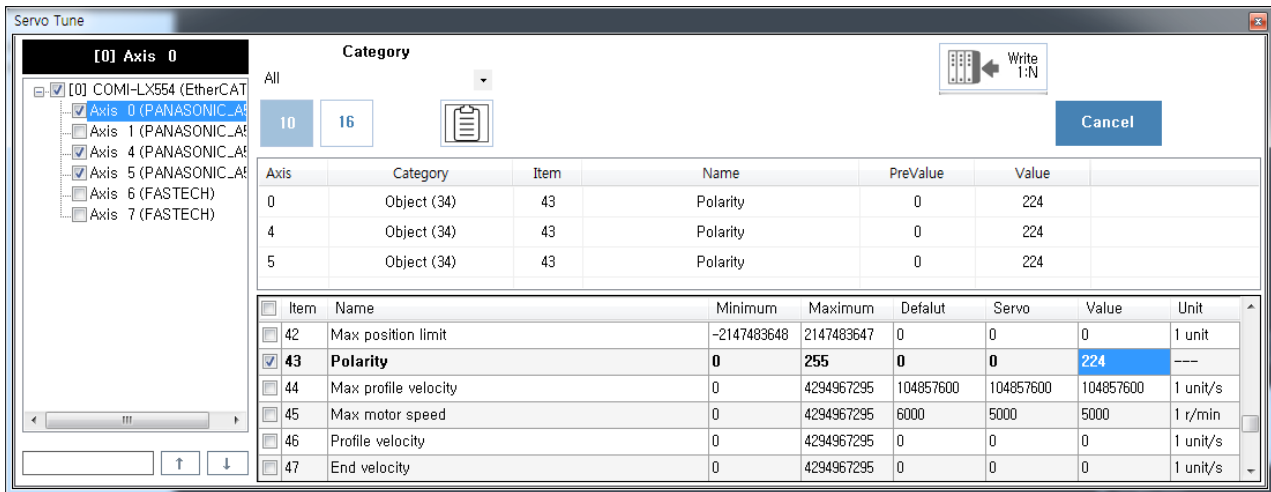 Servo Tune
[0] Axis 0
[0] COMI-LX554 (EtherCAT
Axis 0 (PANASONIC_A5
Axis 1 (PANASONIC_A5
Axis 4 (PANASONIC_A5
Axis 5 (PANASONIC_A5
Axis 6 (FASTECH)
Axis 7 (FASTECH)
Category
All
Write
1:N
10 16
Cancel
Axis Category Item Name PreValue Value
0 Object (34) 43 Polarity 0 224
4 Object (34) 43 Polarity 0 224
5 Object (34) 43 Polarity 0 224
Item Name Minimum Maximum Defalut Servo Value Unit
42 Max position limit -2147483648 2147483647 0 0 0 1 unit
43 Polarity 0 255 0 0 224 ---
44 Max profile velocity 0 4294967295 104857600 104857600 104857600 1 unit/s
45 Max motor speed 0 4294967295 6000 5000 5000 1 r/min
46 Profile velocity 0 4294967295 0 0 0 1 unit/s
47 End velocity 0 4294967295 0 0 0 1 unit/s